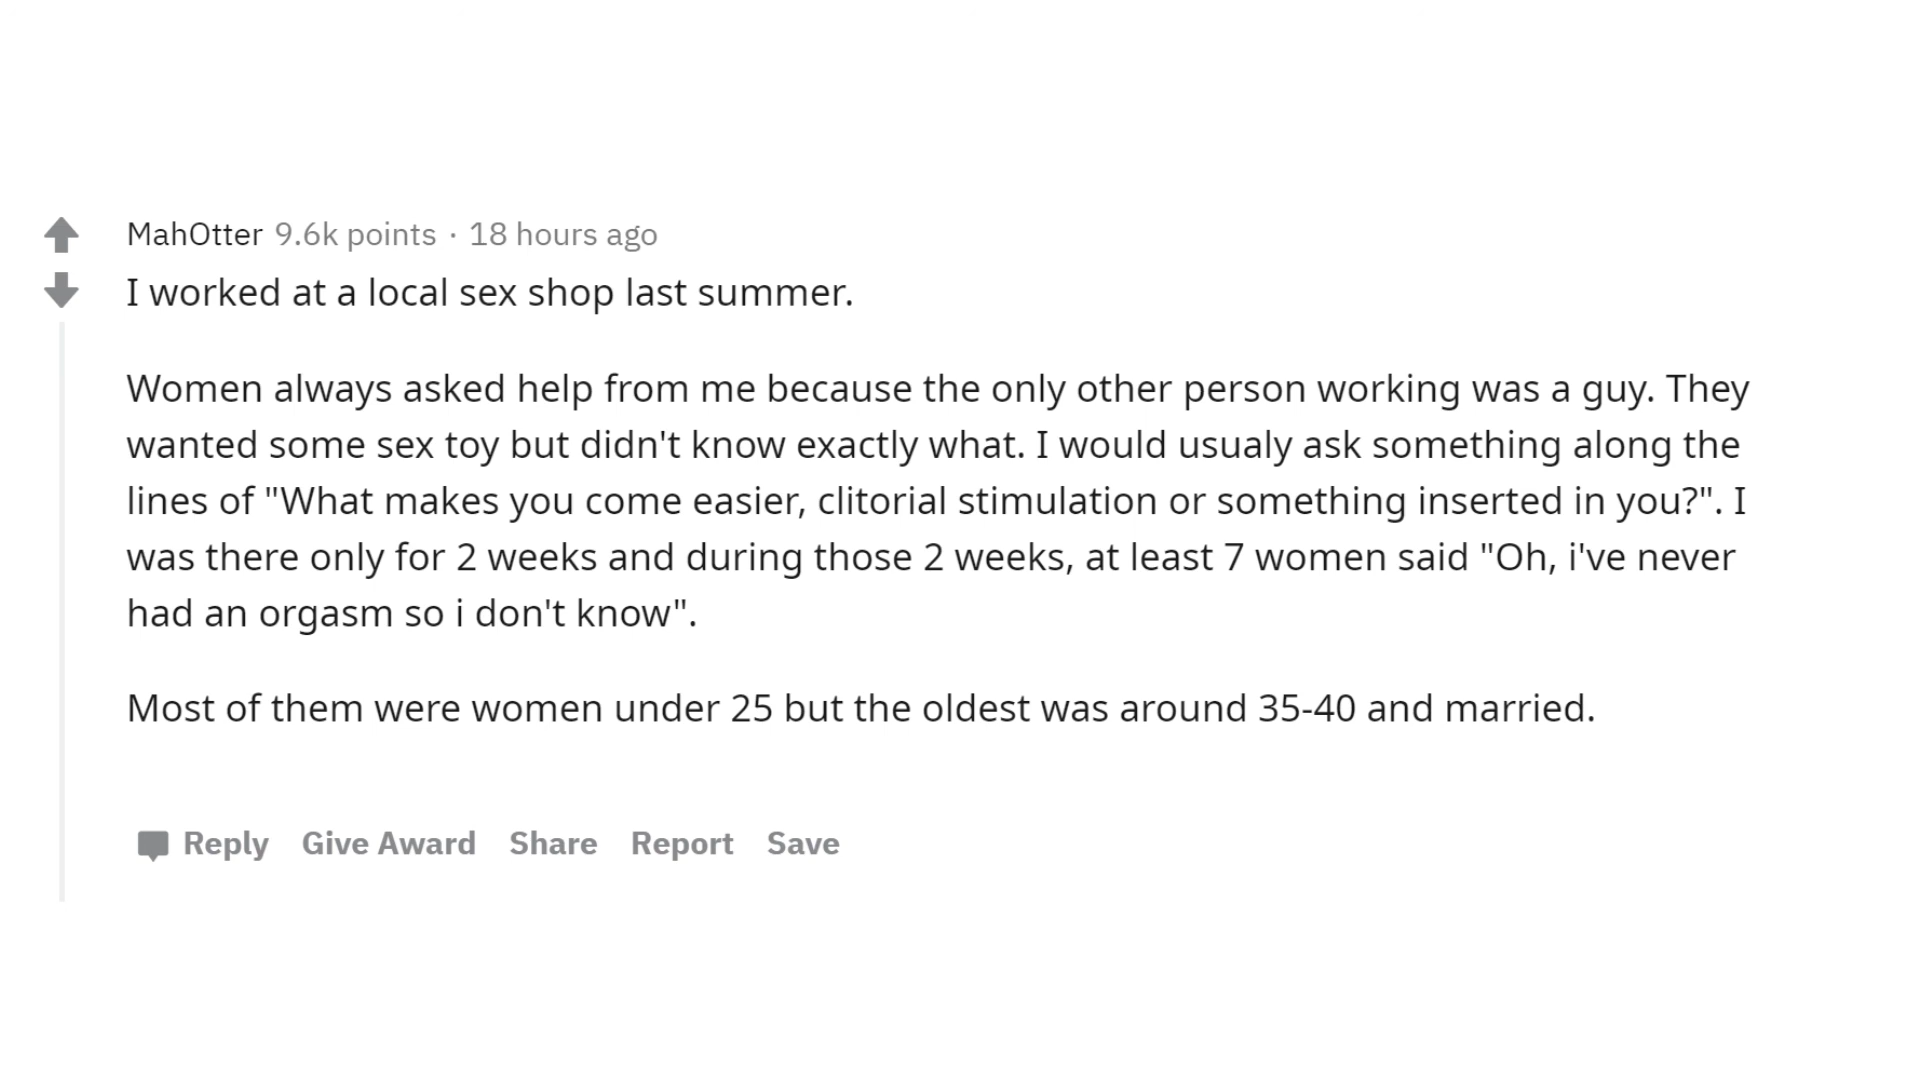 MahOtter 9.6k points · 18 hours ago
I worked at a local sex shop last summer.
Women always asked help from me because the only other person working was a guy. They
wanted some sex toy but didn't know exactly what. I would usualy ask something along the
lines of "What makes you come easier, clitorial stimulation or something inserted in you?". I
was there only for 2 weeks and during those 2 weeks, at least 7 women said "Oh, i've never
had an orgasm so i don't know".
Most of them were women under 25 but the oldest was around 35-40 and married.
Reply Give Award Share Report Save